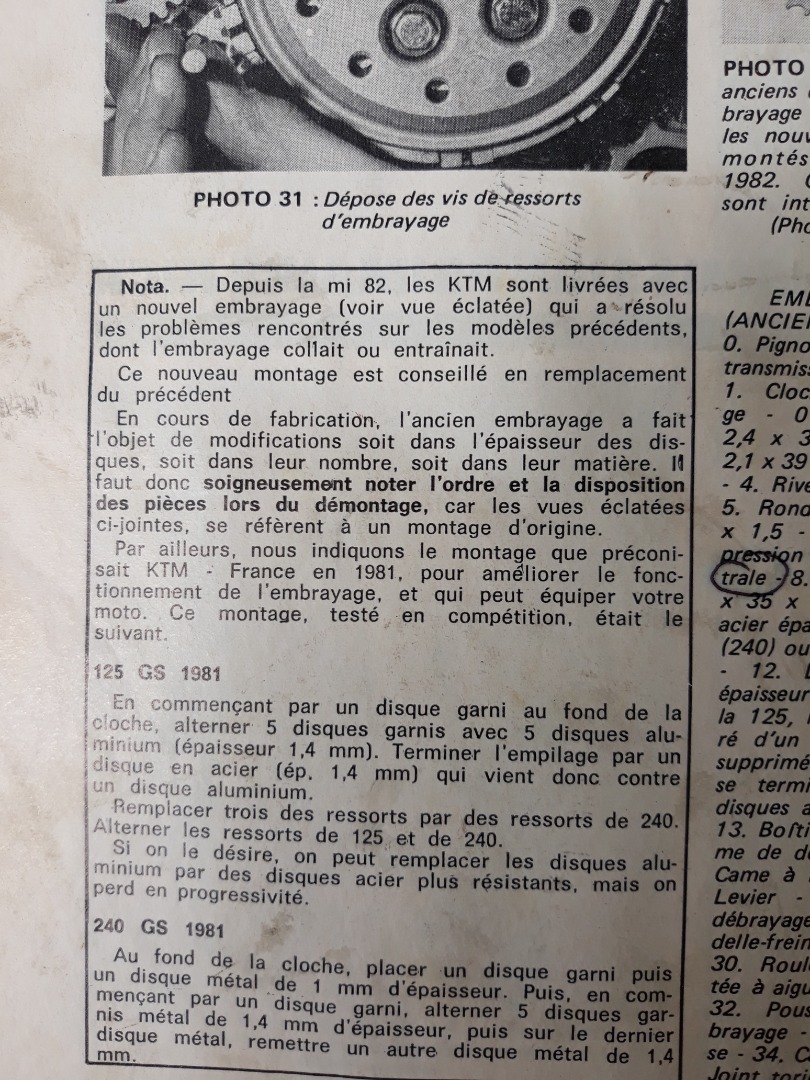 PHOTO 31 : Dépose des vis de ressorts
d'embrayage
Nota. — Depuis la mi 82, les KTM sont livrées avec
un nouvel embrayage (voir vue éclatée) qui a résolu
les problèmes rencontrés sur les modèles précédents,
dont l'embrayage collait ou entraînait.
Ce nouveau montage est conseillé en remplacement
du précédent
En cours de fabrication, l'ancien embrayage a fait
l'objet de modifications soit dans l'épaisseur des dis-
ques, soit dans leur nombre, soit dans leur matière. Il
faut donc soigneusement noter l'ordre et la disposition
des pièces lors du démontage, car les vues éclatées
ci-jointes, se réfèrent à un montage d'origine.
Par ailleurs, nous indiquons le montage que préconi-
sait KTM - France en 1981, pour améliorer le fonc-
tionnement de l'embrayage, et qui peut équiper votre
moto. Ce montage, testé en compétition, était le
suivant.
125 GS 1981
En commençant par un disque garni au fond de la
cloche, alterner 5 disques garnis avec 5 disques alu-
minium (épaisseur 1,4 mm). Terminer l'empilage par un
disque en acier (ép. 1,4 mm) qui vient donc contre
un disque aluminium.
Remplacer trois des ressorts par des ressorts de 240.
Alterner les ressorts de 125 et de 240.
Si on le désire, on peut remplacer les disques alu-
minium par des disques acier plus résistants, mais on
perd en progressivité.
240 GS 1981
Au fond de la cloche, placer un disque garni puis
un disque métal de 1 mm d'épaisseur. Puis, en com-
mençant par un disque garni, alterner 5 disques gar-
nis métal de 1,4 mm d'épaisseur, puis sur le dernier
disque métal, remettre un autre disque métal de 1,4
mm.
PHOTO
anciens
brayage
les
montés
1982.
sont
(ANCIEN
0.
transmiss
1.
ge - 0
2,4 x 3
2,1 x 39
- 4.
5.
x 1,5 -
pression
trale - 8.
x 35 x
acier
(240) ou
- 12.
épaisseur
la 125,
ré d'un
supprimé
se
disques
13.
me de
Came à
Levier -
débrayage
delle-frein
30.
tée à
32.
brayage -
se - 34.
Joint